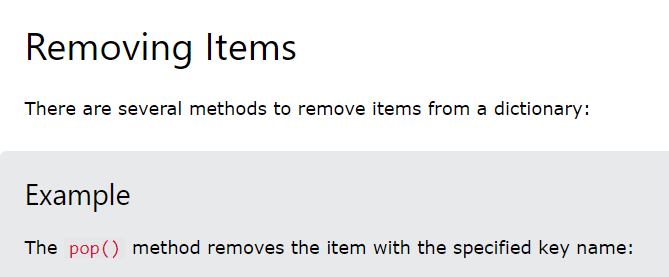 Removing Items
There are several methods to remove items from a dictionary:
Example
The pop() method removes the item with the specified key name: